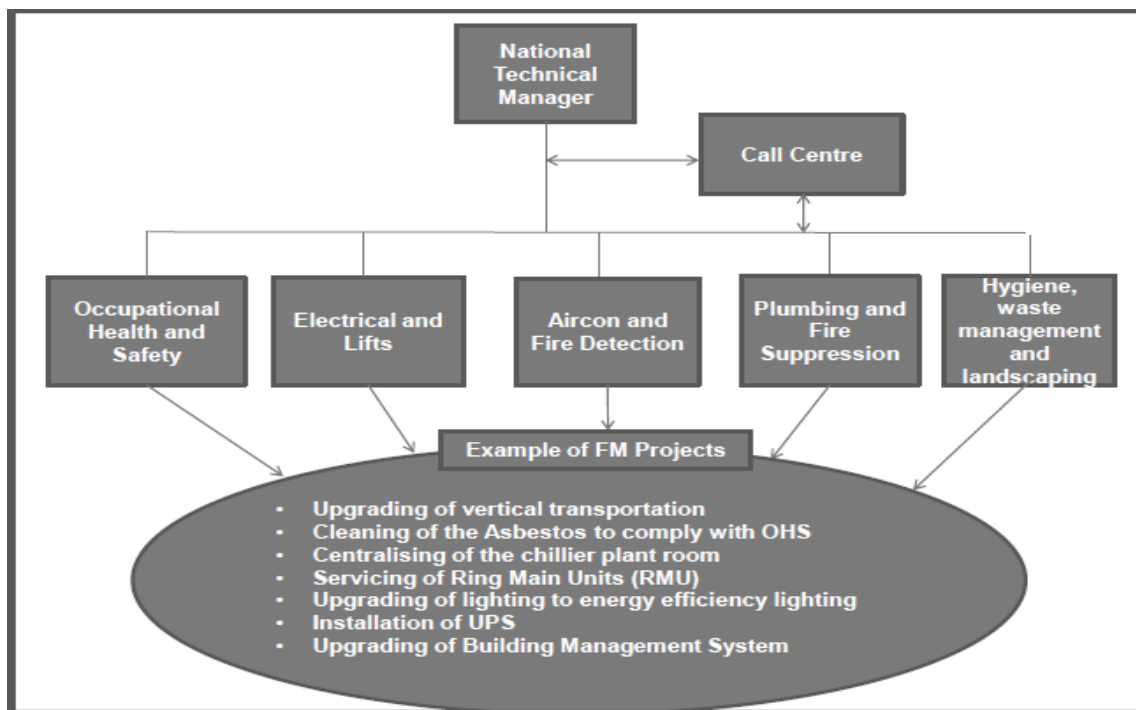 National
Technical
Manager
Call Centre
Occupational
Health and
Safety
Electrical and
Lifts
Aircon and
Fire Detection
Plumbing and
Fire
Suppression
Hygiene,
waste
management
and
landscaping
Example of FM Projects
• Upgrading of vertical transportation
• Cleaning of the Asbestos to comply with OHS
• Centralising of the chillier plant room
• Servicing of Ring Main Units (RMU)
• Upgrading of lighting to energy efficiency lighting
• Installation of UPS
• Upgrading of Building Management System